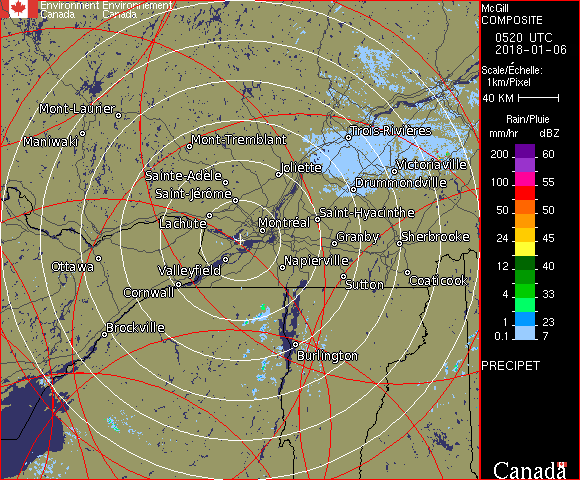 Environment Environnement
Canada Canada
McGill
COMPOSITE
0520 UTC
2018-01-06
Scale/Échelle:
1km/Pixel
40 KM
Rain/Pluie
mm/hr dBZ
200 60
150 57
100 55
50 50
24 45
12 40
4 33
1 23
0.1 7
PRECIPET
Canada
Mont-Laurier
Maniwaki
Mont-Tremblant
Trois-Rivières
Joliette
Victoriaville
Sainte-Adèle
Drummondville
Saint-Jérôme
Saint-Hyacinthe
Lachute
Montréal
Granby
Sherbrooke
Ottawa
Valleyfield
Napierville
Cornwall
Sutton
Coaticook
Brockville
Burlington